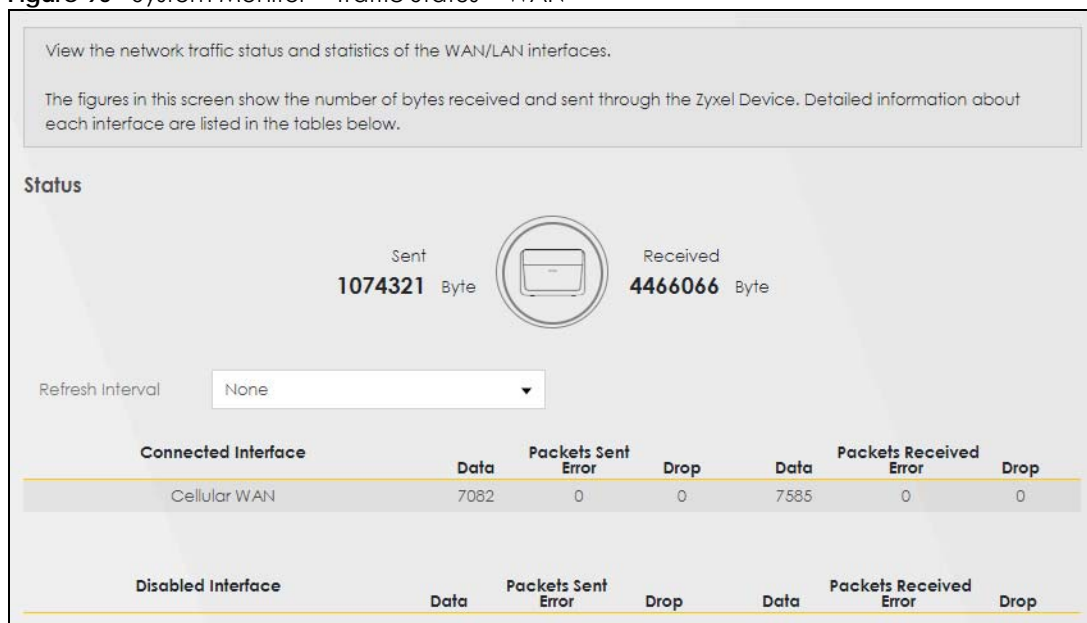 View the network traffic status and statistics of the WAN/LAN interfaces.
The figures in this screen show the number of bytes received and sent through the Zyxel Device. Detailed information about
each interface are listed in the tables below.
Status
Sent
1074321 Byte
Received
4466066 Byte
Refresh Interval None
Connected Interface Packets Sent Packets Received
Data Error Drop Data Error Drop
Cellular WAN 7082 0 0 7585 0 0
Disabled Interface Packets Sent Packets Received
Data Error Drop Data Error Drop